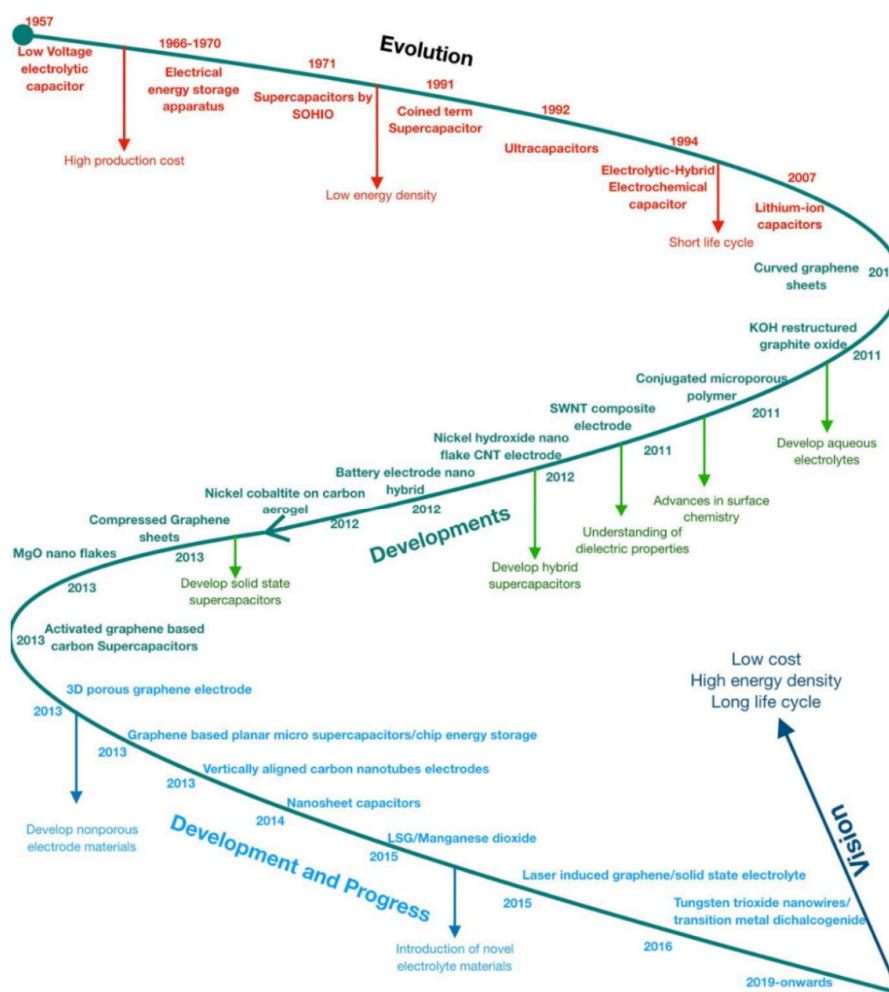 1957
Low Voltage
electrolytic
capacitor
High production cost
1966-1970
Electrical
energy storage
apparatus
Evolution
1971
Supercapacitors by
SOHIO
Low energy density
1991
Coined term
Supercapacitor
1992
Ultracapacitors
1994
Electrolytic-Hybrid
Electrochemical
capacitor
Short life cycle
2007
Lithium-ion
capacitors
Curved graphene
sheets
201
KOH restructured
graphite oxide
2011
Develop aqueous
electrolytes
Conjugated microporous
polymer
2011
Advances in surface
chemistry
SWNT composite
electrode
2011
Understanding of
dielectric properties
Nickel hydroxide nano
flake CNT electrode
2012
Develop hybrid
supercapacitors
Battery electrode nano
hybrid
2012
Developments
Nickel cobaltite on carbon
aerogel
2012
Develop solid state
supercapacitors
Compressed Graphene
sheets
2013
MgO nano flakes
2013
2013
Activated graphene based
carbon Supercapacitors
3D porous graphene electrode
2013
Develop nonporous
electrode materials
Graphene based planar micro supercapacitors/chip energy storage
2013
Vertically aligned carbon nanotubes electrodes
2013
Nanosheet capacitors
2014
Development and Progress
LSG/Manganese dioxide
2015
Introduction of novel
electrolyte materials
Laser induced graphene/solid state electrolyte
2015
Tungsten trioxide nanowires/
transition metal dichalcogenide
2016
2019-onwards
Vision
Low cost
High energy density
Long life cycle